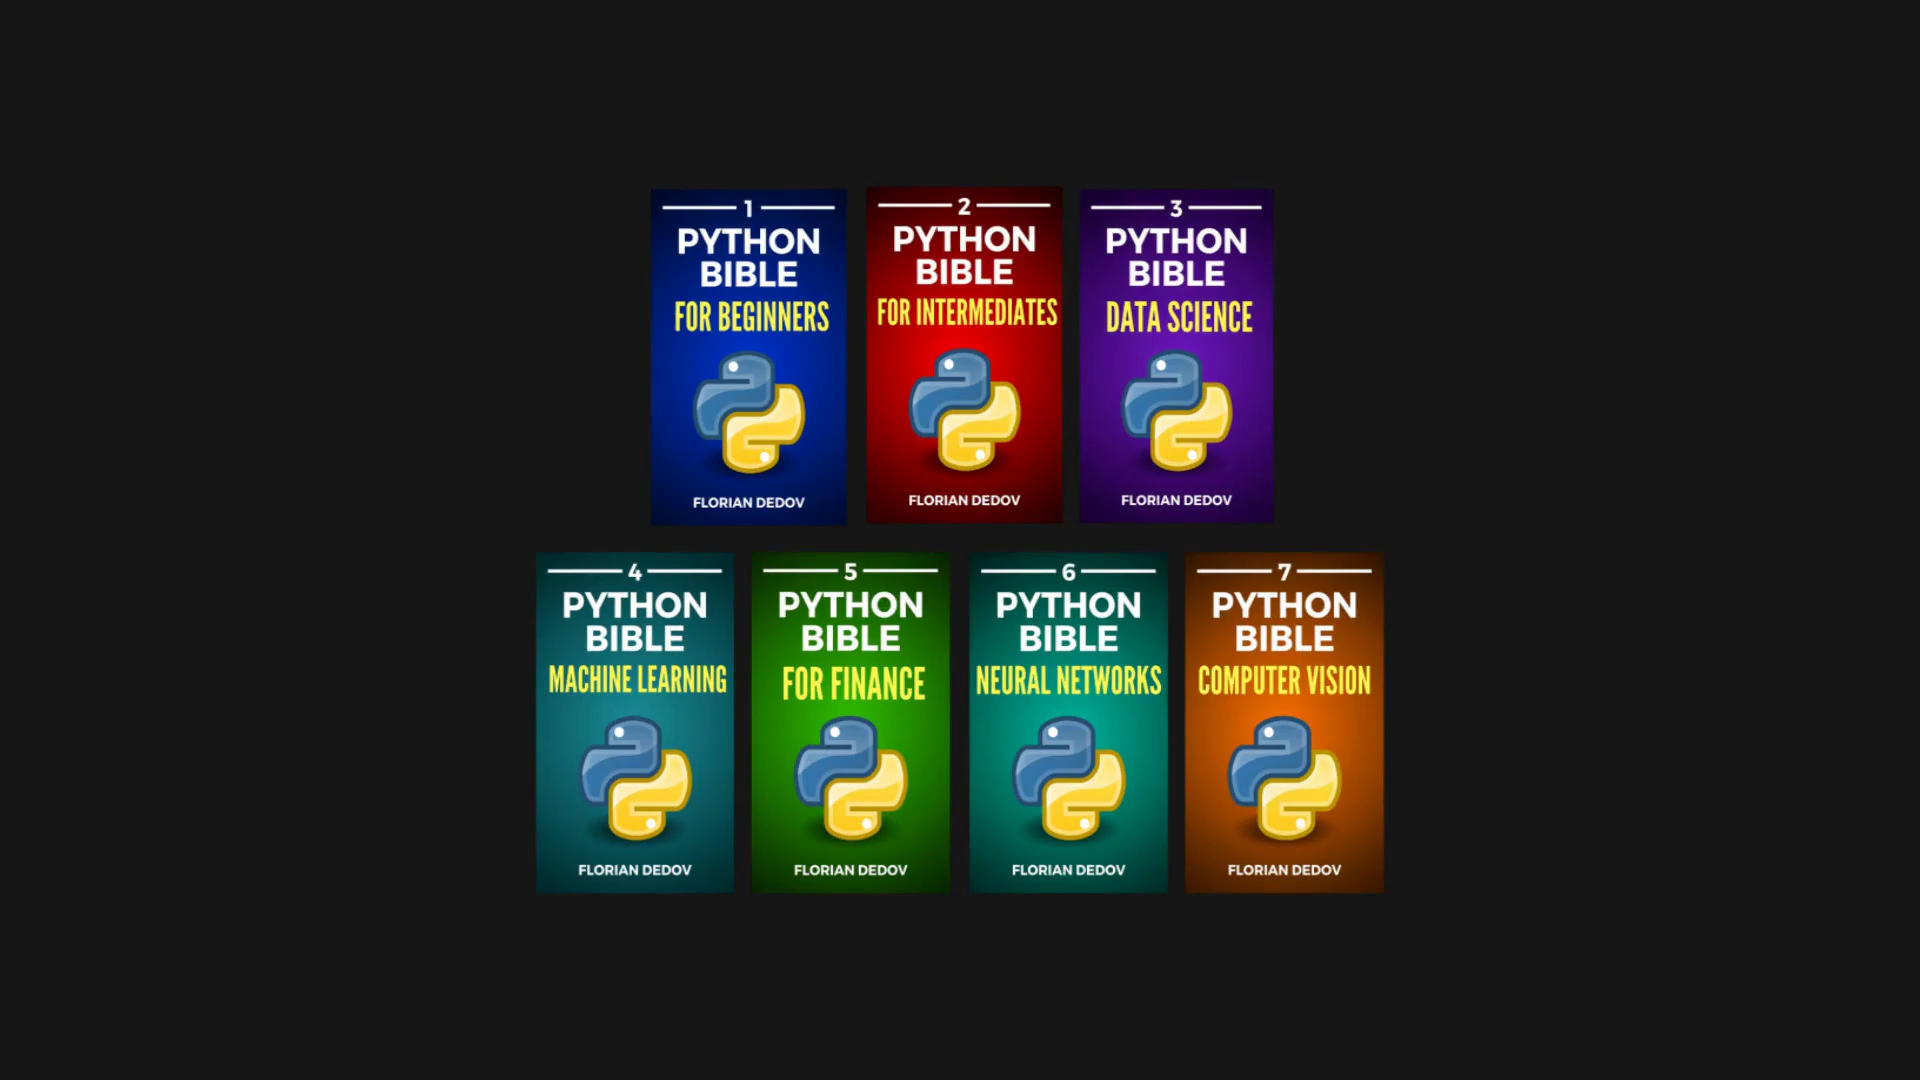 1
PYTHON
BIBLE
FOR BEGINNERS
FLORIAN DEDOV
2
PYTHON
BIBLE
FOR INTERMEDIATES
FLORIAN DEDOV
3
PYTHON
BIBLE
DATA SCIENCE
FLORIAN DEDOV
4
PYTHON
BIBLE
MACHINE LEARNING
FLORIAN DEDOV
5
PYTHON
BIBLE
FOR FINANCE
FLORIAN DEDOV
6
PYTHON
BIBLE
NEURAL NETWORKS
FLORIAN DEDOV
7
PYTHON
BIBLE
COMPUTER VISION
FLORIAN DEDOV